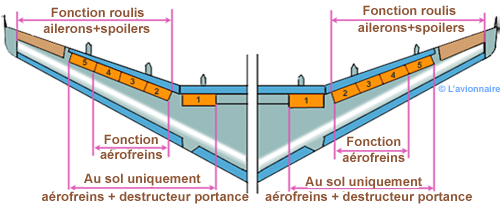 Fonction roulis
ailerons+spoilers
Fonction roulis
ailerons+spoilers
5 4 3 2 1
1 2 3 4 5
© L'avionnaire
Fonction
aérofreins
Fonction
aérofreins
Au sol uniquement
aérofreins + destructeur portance
Au sol uniquement
aérofreins + destructeur portance